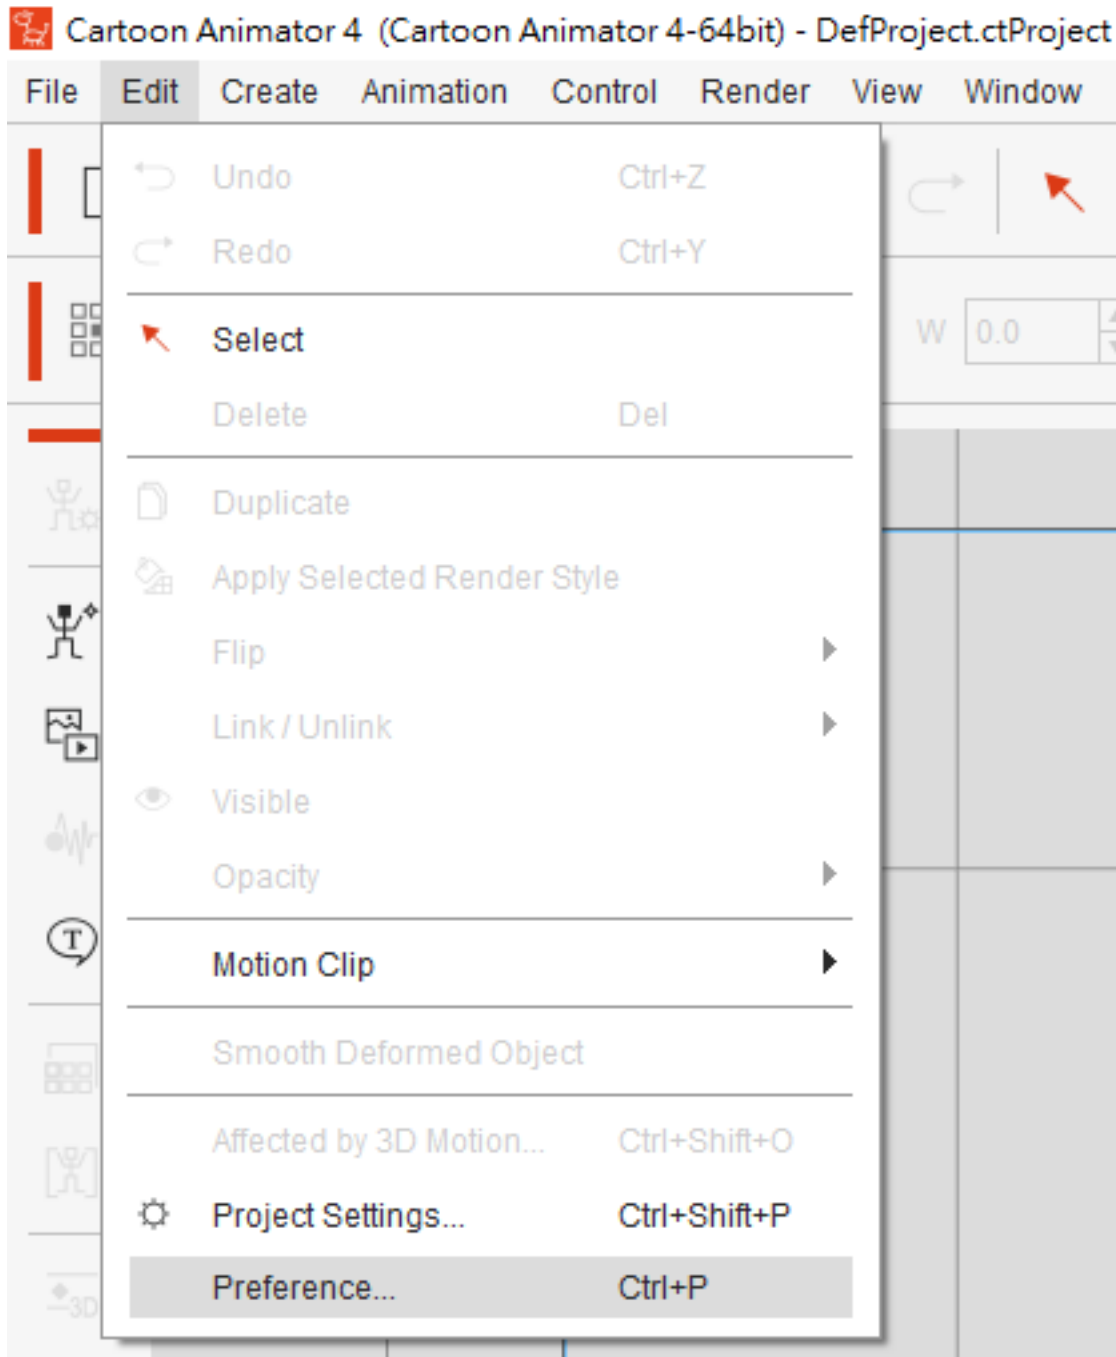 Cartoon Animator 4 (Cartoon Animator 4-64bit) - DefProject.ctProject
File Edit Create Animation Control Render View Window
Undo Ctrl+Z
Redo Ctrl+Y
Select
W 0.0
Delete Del
Duplicate
Apply Selected Render Style
Flip
Link / Unlink
Visible
Opacity
T
Motion Clip
Smooth Deformed Object
Affected by 3D Motion... Ctrl+Shift+O
Project Settings... Ctrl+Shift+P
Preference... Ctrl+P
3D